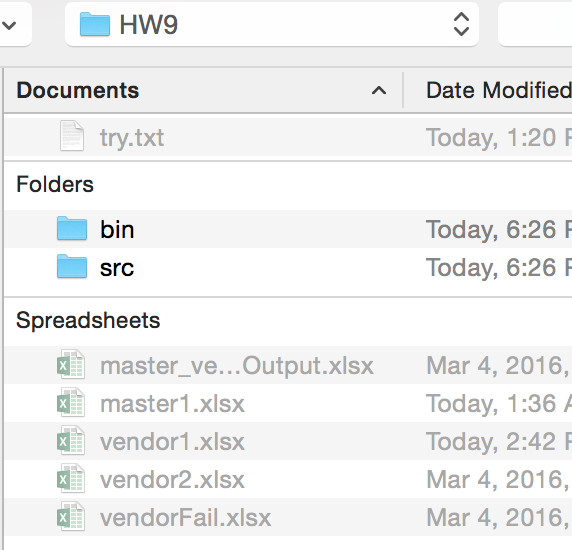 HW9
Documents Date Modified
try.txt Today, 1:20
Folders
bin Today, 6:26
src Today, 6:26
Spreadsheets
master_ve...Output.xlsx Mar 4, 2016,
master1.xlsx Today, 1:36
vendor1.xlsx Today, 2:42
vendor2.xlsx Mar 4, 2016,
vendorFail.xlsx Mar 4, 2016,